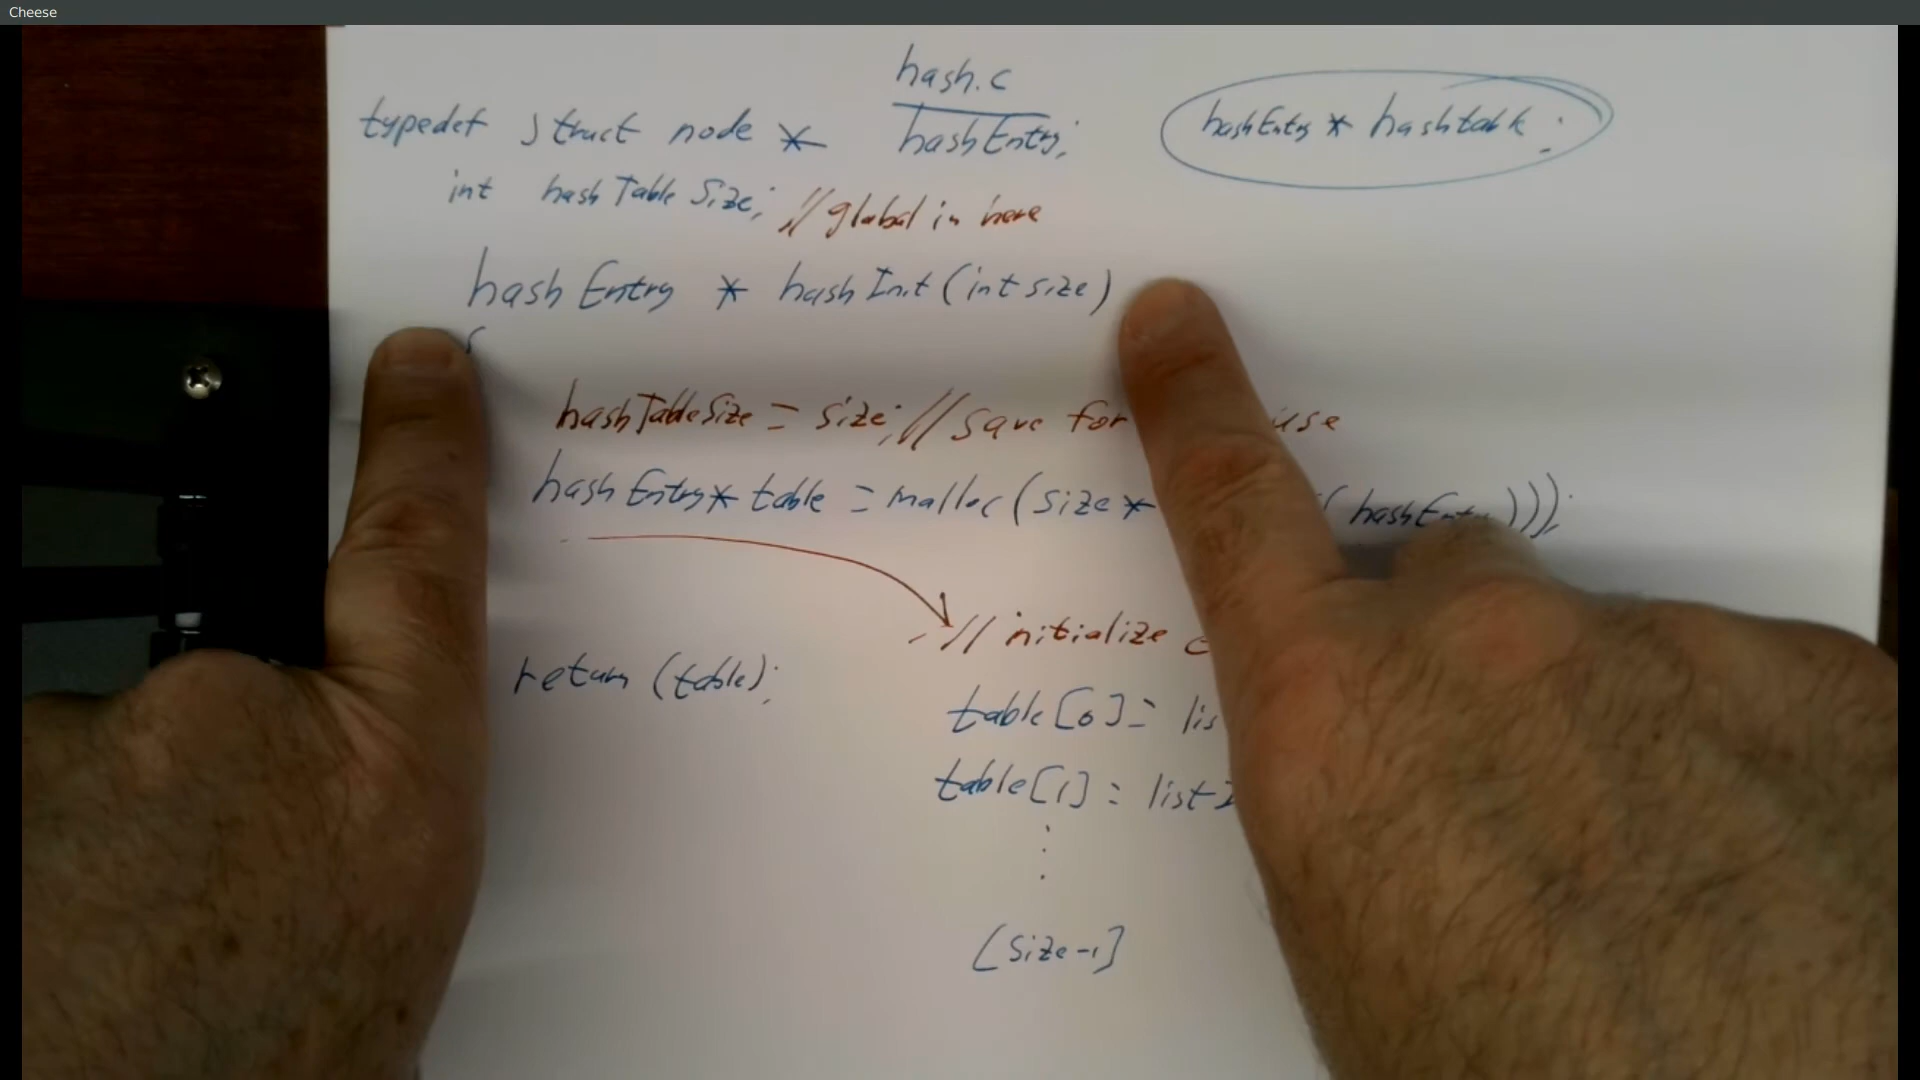 Cheese
hash.c
typedef struct node * hashEntry;
hashEntry * hashtable;
int hashTableSize; // global in here
hashEntry * hashInit(int size)
{
hashTableSize = size; // save for use
hashEntry* table = malloc(size* (hashEntry)));
// initialize
return (table);
table[0] = lis
table[1] = listI
[size-1]